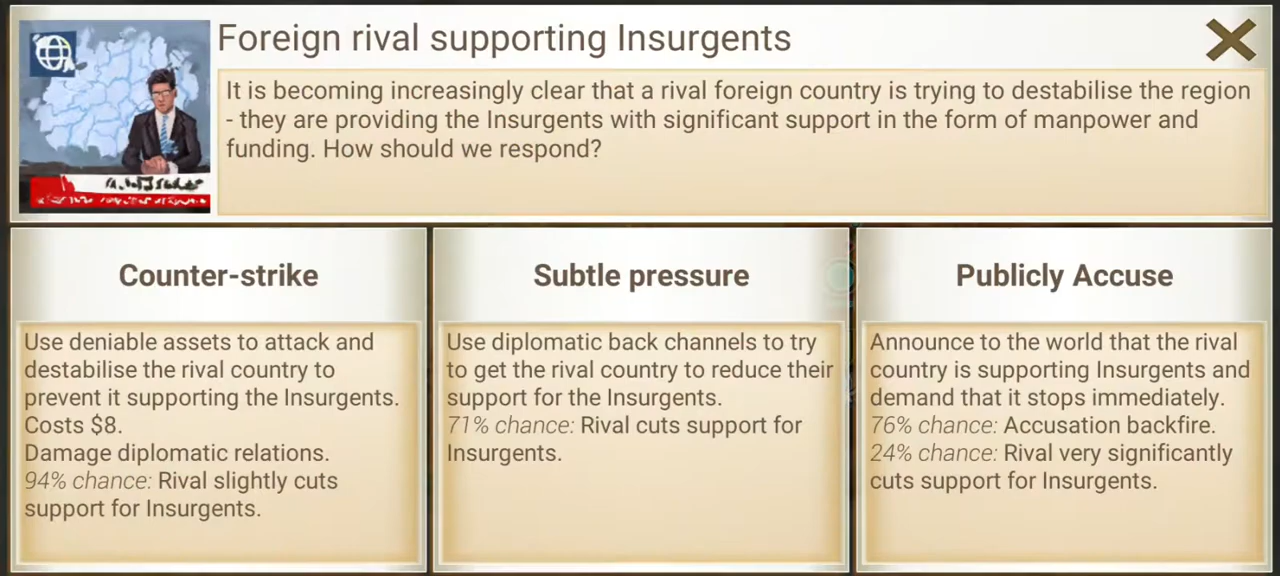 Foreign rival supporting Insurgents
It is becoming increasingly clear that a rival foreign country is trying to destabilise the region
- they are providing the Insurgents with significant support in the form of manpower and
funding. How should we respond?
Counter-strike
Use deniable assets to attack and
destabilise the rival country to
prevent it supporting the Insurgents.
Costs $8.
Damage diplomatic relations.
94% chance: Rival slightly cuts
support for Insurgents.
Subtle pressure
Use diplomatic back channels to try
to get the rival country to reduce their
support for the Insurgents.
71% chance: Rival cuts support for
Insurgents.
Publicly Accuse
Announce to the world that the rival
country is supporting Insurgents and
demand that it stops immediately.
76% chance: Accusation backfire.
24% chance: Rival very significantly
cuts support for Insurgents.